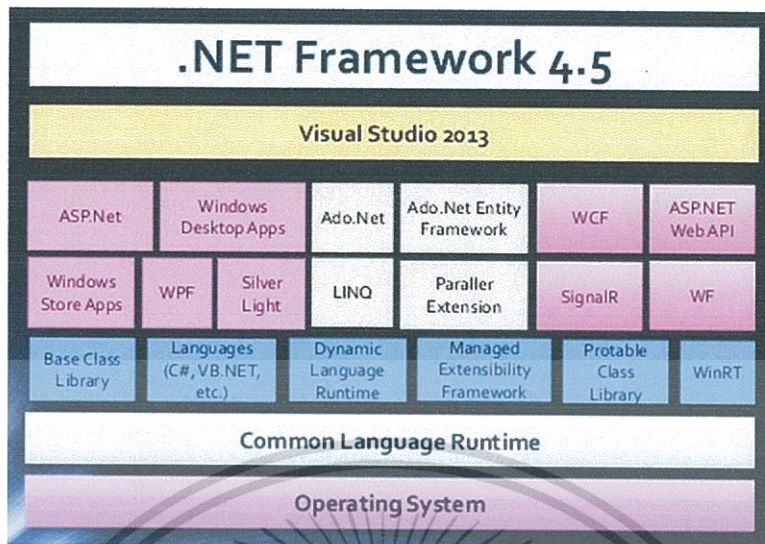 .NET Framework 4.5
Visual Studio 2013
ASP.Net
Windows
Desktop Apps
Ado.Net
Ado.Net Entity
Framework
WCF
ASP.NET
Web API
Windows
Store Apps
WPF
Silver
Light
LINQ
Paraller
Extension
SignalR
WF
Base Class
Library
Languages
(C#, VB.NET,
etc.)
Dynamic
Language
Runtime
Managed
Extensibility
Framework
Protable
Class
Library
WinRT
Common Language Runtime
Operating System